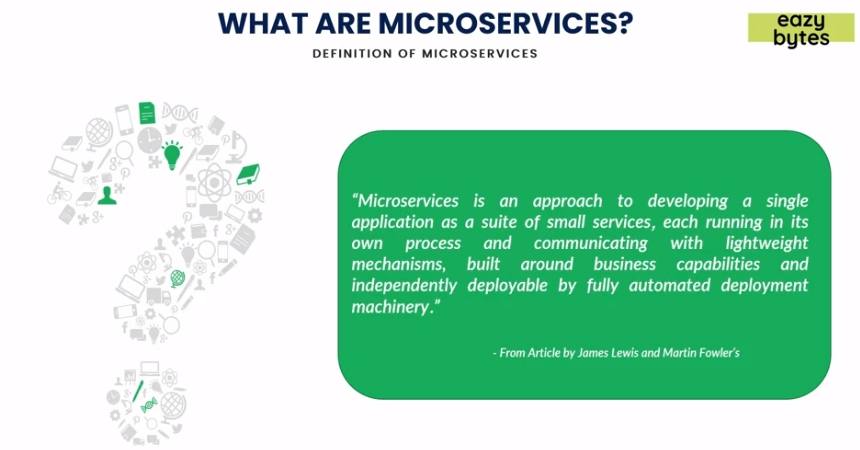 WHAT ARE MICROSERVICES?
DEFINITION OF MICROSERVICES
eazy
bytes
“Microservices is an approach to developing a single
application as a suite of small services, each running in its
own process and communicating with lightweight
mechanisms, built around business capabilities and
independently deployable by fully automated deployment
machinery.”
- From Article by James Lewis and Martin Fowler’s